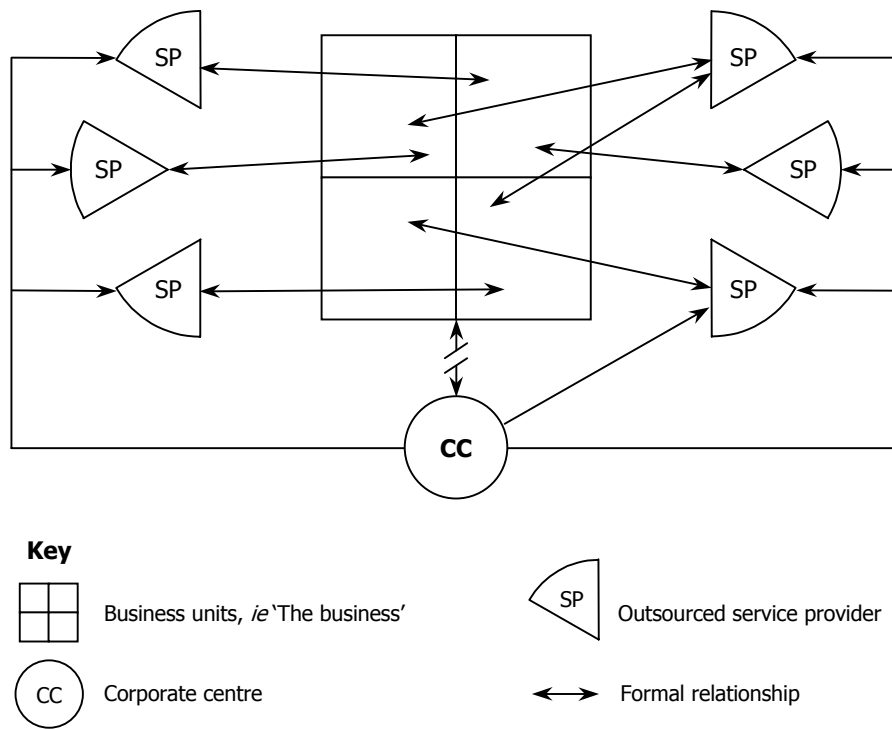 SP
SP
SP
SP
SP
SP
CC
Key
Business units, ie ‘The business’
SP
Outsourced service provider
CC
Corporate centre
Formal relationship